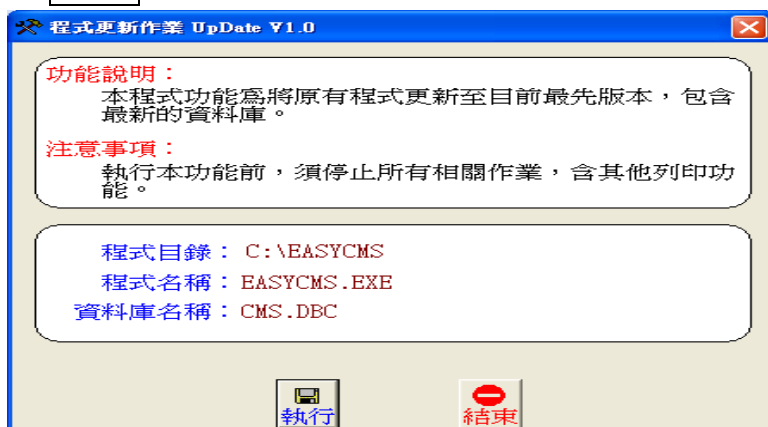 程式更新作業 UpDate V1.0
功能說明：
本程式功能為將原有程式更新至目前最先版本，包含
最新的資料庫。
注意事項：
執行本功能前，須停止所有相關作業，含其他列印功
能。
程式目錄：C:\EASYCMS
程式名稱：EASYCMS.EXE
資料庫名稱：CMS.DBC
執行
結束